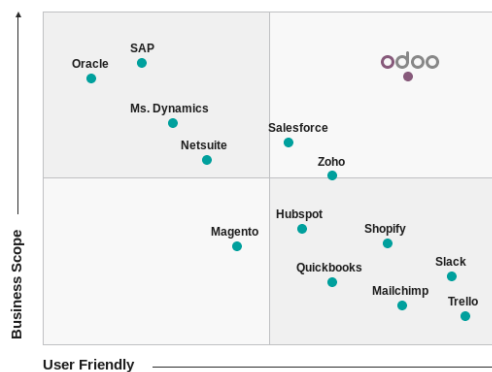 SAP
odoo
Oracle
Ms. Dynamics
Salesforce
Netsuite
Zoho
Hubspot
Magento
Shopify
Slack
Quickbooks
Mailchimp
Trello
Business Scope
User Friendly